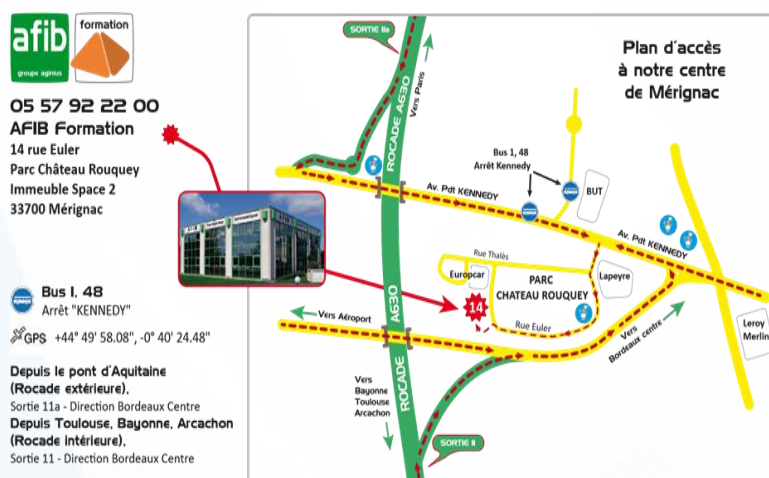 afib
groupe aginius
formation
05 57 92 22 00
AFIB Formation
14 rue Euler
Parc Château Rouquey
Immeuble Space 2
33700 Mérignac
Bus 1, 48
Arrêt "KENNEDY"
GPS +44° 49' 58.08", -0° 40' 24.48"
Depuis le pont d'Aquitaine
(Rocade extérieure),
Sortie 11a - Direction Bordeaux Centre
Depuis Toulouse, Bayonne, Arcachon
(Rocade intérieure),
Sortie 11 - Direction Bordeaux Centre
Plan d'accès
à notre centre
de Mérignac
SORTIE 11a
Vers Paris
ROCADE A630
Bus 1, 48
Arrêt Kennedy
BUT
Av. Pdt KENNEDY
Av. Pdt KENNEDY
Rue Thalès
Europcar
PARC
CHATEAU ROUQUEY
Lapeyre
14
Rue Euler
Vers Aéroport
A630
ROCADE
Vers
Bordeaux centre
Leroy
Merlin
Vers
Bayonne
Toulouse
Arcachon
SORTIE 11
AFIB